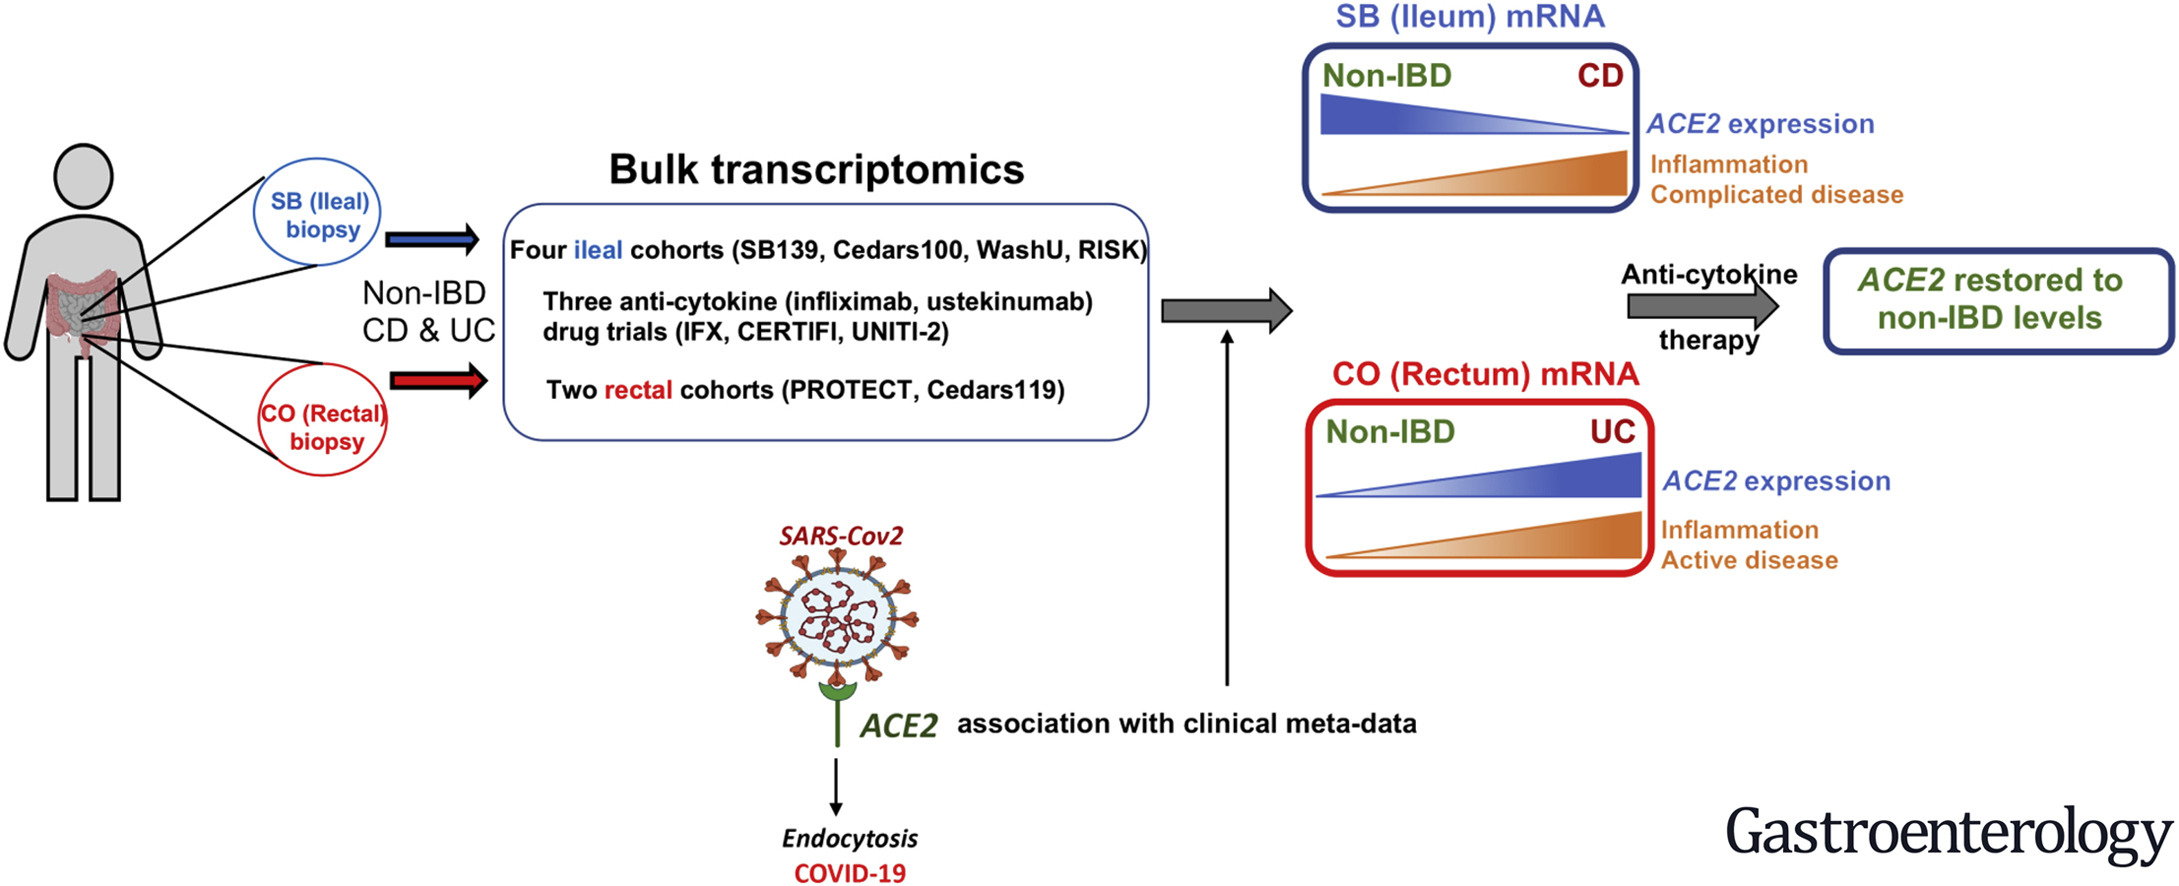 SB (Ileal)
biopsy
Non-IBD
CD & UC
CO (Rectal)
biopsy
Bulk transcriptomics
Four ileal cohorts (SB139, Cedars100, WashU, RISK)
Three anti-cytokine (infliximab, ustekinumab)
drug trials (IFX, CERTIFI, UNITI-2)
Two rectal cohorts (PROTECT, Cedars119)
SARS-Cov2
ACE2 association with clinical meta-data
Endocytosis
COVID-19
SB (Ileum) mRNA
Non-IBD CD
ACE2 expression
Inflammation
Complicated disease
CO (Rectum) mRNA
Non-IBD UC
ACE2 expression
Inflammation
Active disease
Anti-cytokine
therapy
ACE2 restored to
non-IBD levels
Gastroenterology